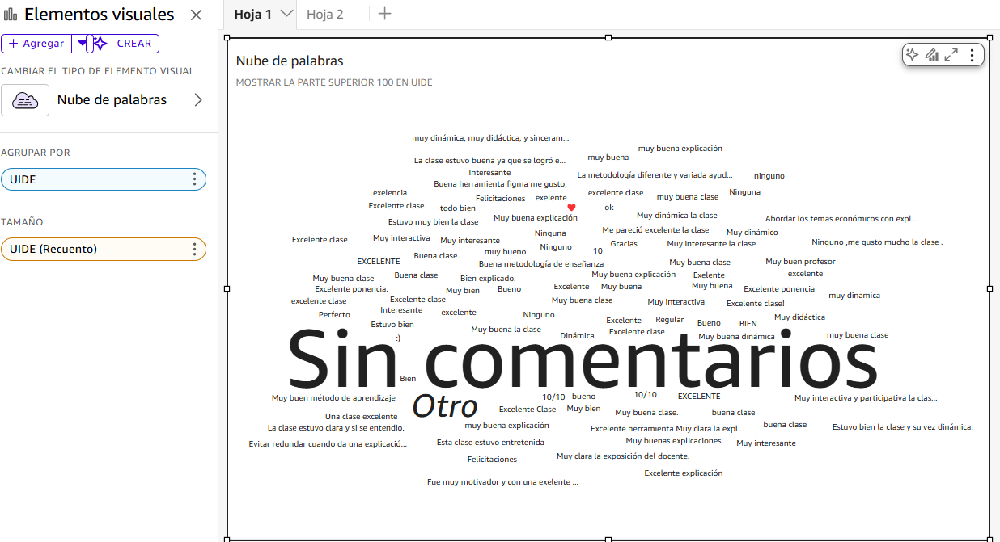 Elementos visuales
+ Agregar
CREAR
CAMBIAR EL TIPO DE ELEMENTO VISUAL
Nube de palabras
AGRUPAR POR
UIDE
TAMAÑO
UIDE (Recuento)
Hoja 1
Hoja 2
Nube de palabras
MOSTRAR LA PARTE SUPERIOR 100 EN UIDE
muy dinámica, muy didáctica, y sinceram...
muy buena explicación
La clase estuvo buena ya que se logró e...
muy buena
Interesante
La metodología diferente y variada ayud...
ninguno
Buena herramienta figma me gusto,
exelencia
Felicitaciones
exelente
excelente clase
muy buena clase
Ninguna
Excelente clase.
todo bien
ok
Estuvo muy bien la clase
Muy buena explicación
Muy dinámica la clase
Abordar los temas económicos con expl...
Excelente clase
Muy interactiva
Muy interesante
Ninguna
Me pareció excelente la clase
Muy dinámico
Ninguno
Gracias
Muy interesante la clase
Ninguno ,me gusto mucho la clase .
EXCELENTE
Buena clase.
muy bueno
10
Buena metodología de enseñanza
Muy buena clase
Muy buen profesor
Muy buena clase
Buena clase
Bien explicado.
Muy buena explicación
Exelente
excelente
Excelente ponencia.
Muy bien
Bueno
Excelente
Muy buena
Muy buena
Excelente ponencia
muy dinamica
excelente clase
Excelente clase
Muy buena clase
Muy interactiva
Excelente clase!
Perfecto
Interesante
excelente
Ninguno
Excelente
Regular
Bueno
BIEN
Muy didáctica
Estuvo bien
Muy buena la clase
Dinámica
Excelente clase
Muy buena dinámica
muy buena clase
:)
Sin comentarios
Bien
Muy buen método de aprendizaje
Otro
10/10
bueno
10/10
EXCELENTE
Muy interactiva y participativa la clas...
Una clase excelente
Excelente Clase
Muy bien
Muy buena clase.
buena clase
La clase estuvo clara y si se entendio.
muy buena explicación
Excelente herramienta Muy clara la expl...
buena clase
Estuvo bien la clase y su vez dinámica.
Evitar redundar cuando da una explicació...
Esta clase estuvo entretenida
Muy buenas explicaciones.
Muy interesante
Felicitaciones
Muy clara la exposición del docente.
Excelente explicación
Fue muy motivador y con una exelente ...